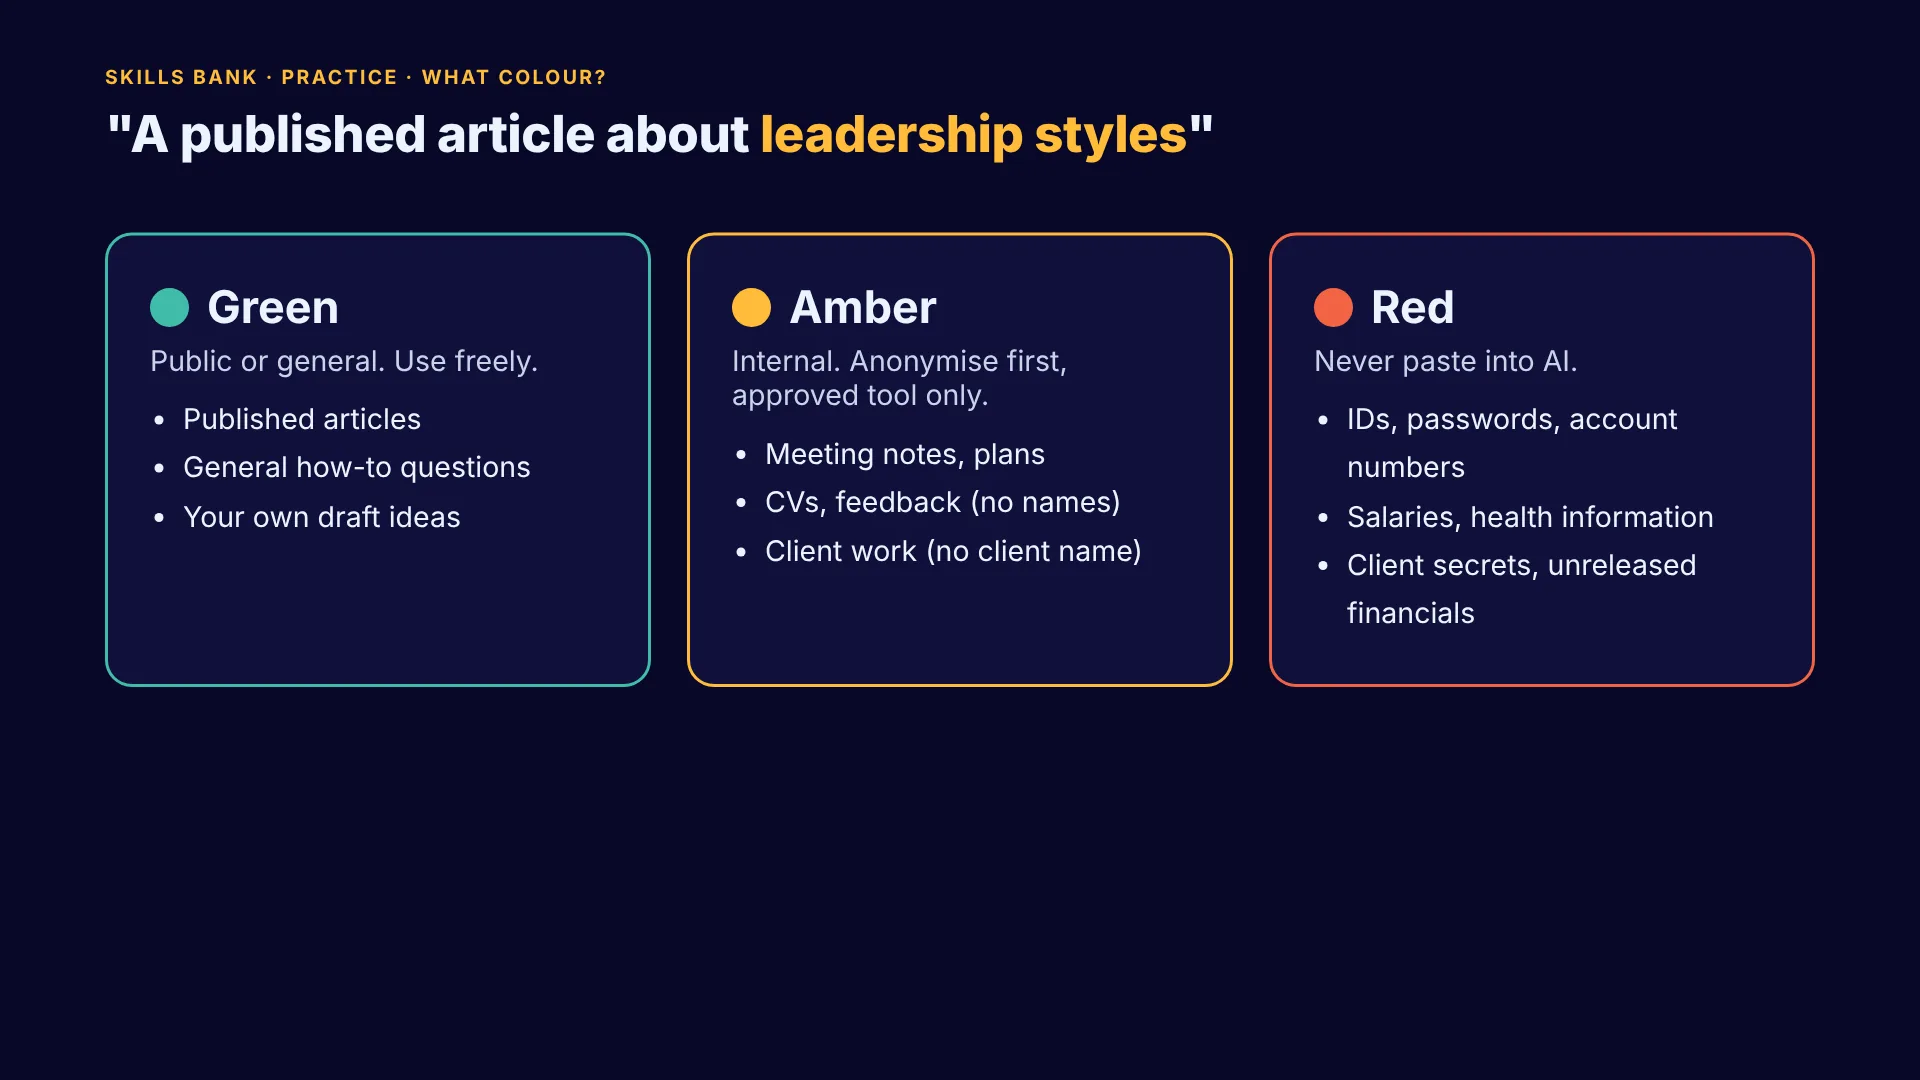 SKILLS BANK · PRACTICE · WHAT COLOUR?
"A published article about leadership styles"
Green
Public or general. Use freely.
• Published articles
• General how-to questions
• Your own draft ideas
Amber
Internal. Anonymise first,
approved tool only.
• Meeting notes, plans
• CVs, feedback (no names)
• Client work (no client name)
Red
Never paste into AI.
• IDs, passwords, account
numbers
• Salaries, health information
• Client secrets, unreleased
financials